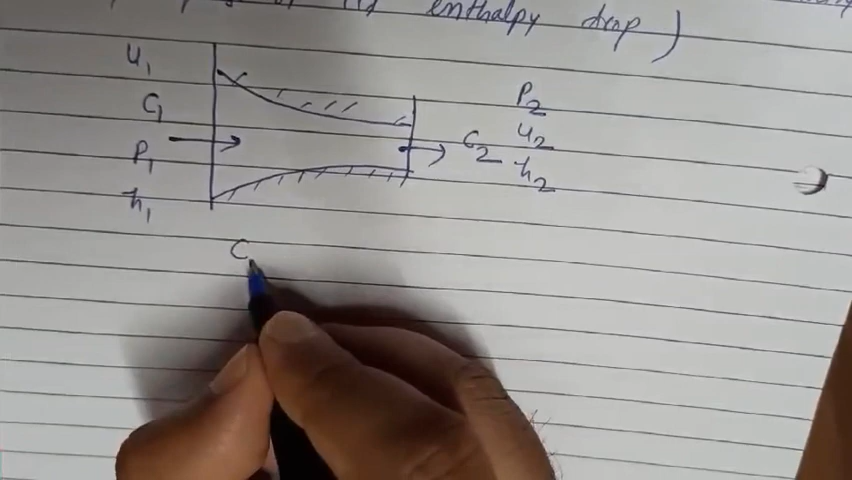 enthalpy drop )
u₁
C₁
P₁
h₁
C₂
P₂
u₂
h₂
C